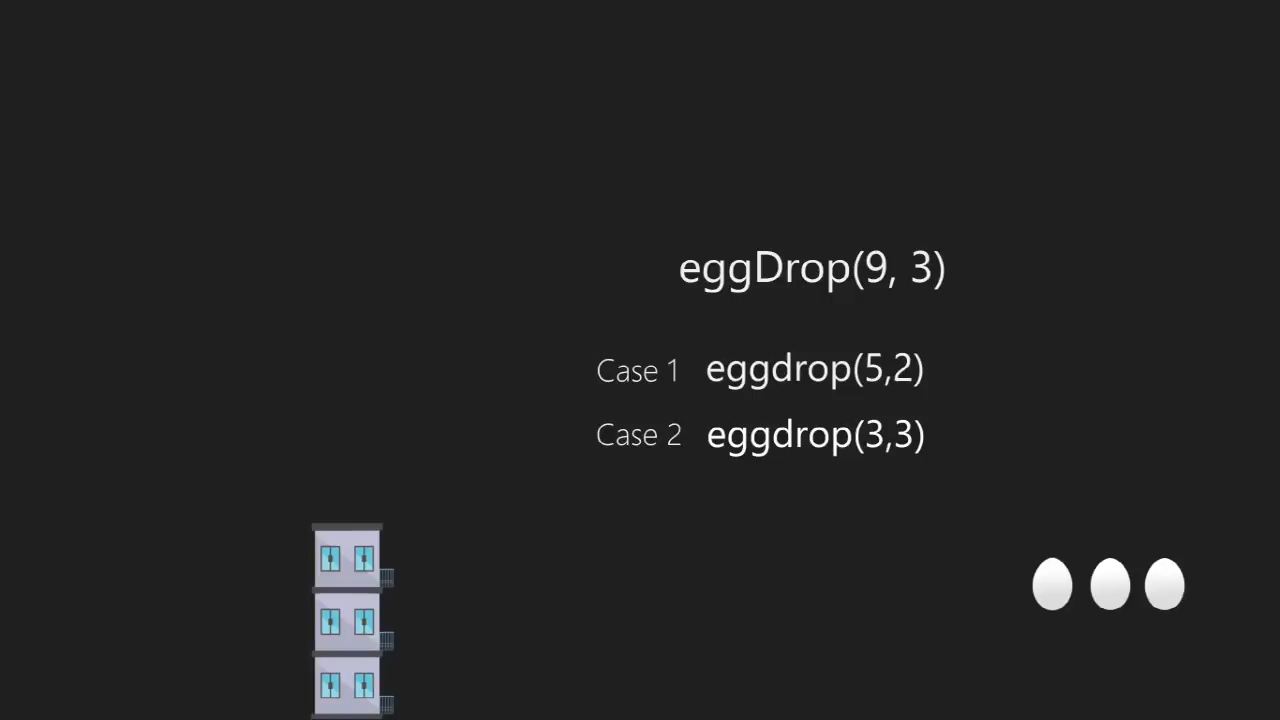 eggDrop(9, 3)
Case 1 eggdrop(5,2)
Case 2 eggdrop(3,3)